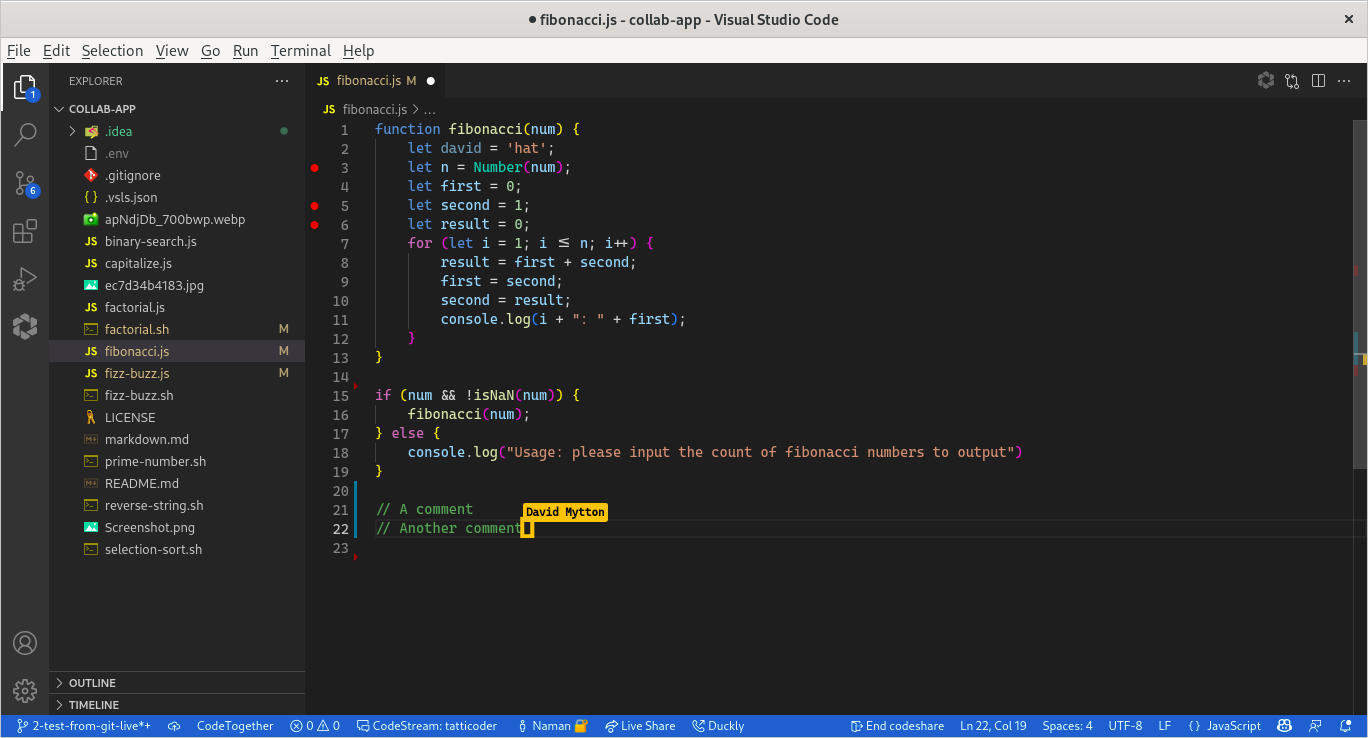 ● fibonacci.js - collab-app - Visual Studio Code ×
File Edit Selection View Go Run Terminal Help
1
6
EXPLORER ...
COLLAB-APP
.idea
.env
.gitignore
{ } .vsls.json
apNdjDb_700bwp.webp
JS binary-search.js
JS capitalize.js
ec7d34b4183.jpg
JS factorial.js
factorial.sh M
JS fibonacci.js M
JS fizz-buzz.js M
fizz-buzz.sh
LICENSE
markdown.md
prime-number.sh
README.md
reverse-string.sh
Screenshot.png
selection-sort.sh
OUTLINE
TIMELINE
JS fibonacci.js M ● ...
JS fibonacci.js > ...
1 function fibonacci(num) {
2 let david = 'hat';
3 let n = Number(num);
4 let first = 0;
5 let second = 1;
6 let result = 0;
7 for (let i = 1; i ≤ n; i++) {
8 result = first + second;
9 first = second;
10 second = result;
11 console.log(i + ": " + first);
12 }
13 }
14
15 if (num && !isNaN(num)) {
16 fibonacci(num);
17 } else {
18 console.log("Usage: please input the count of fibonacci numbers to output")
19 }
20
21 // A comment
David Mytton
22 // Another comment
23
2-test-from-git-live*+ CodeTogether 0 0 CodeStream: tatticoder Naman Live Share Duckly End codeshare Ln 22, Col 19 Spaces: 4 UTF-8 LF { } JavaScript